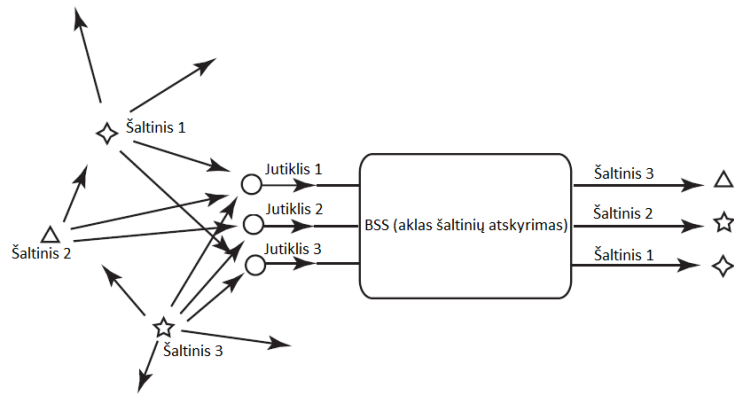 Šaltinis 1
Šaltinis 2
Šaltinis 3
Jutiklis 1
Jutiklis 2
Jutiklis 3
BSS (aklas šaltinių atskyrimas)
Šaltinis 3
Šaltinis 2
Šaltinis 1